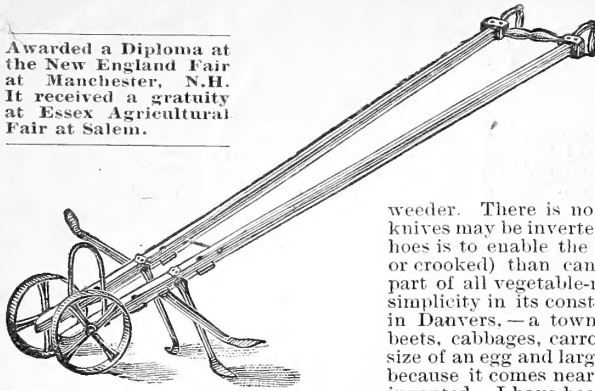 Awarded a Diploma at
the New England Fair
at Manchester, N.H.
It received a gratuity
at Essex Agricultural
Fair at Salem.
weeder. There is no
knives may be inverte
hoes is to enable the
or crooked) than can
part of all vegetable-r
simplicity in its const
in Danvers,—a town
beets, cabbages, carro
size of an egg and larg
because it comes near